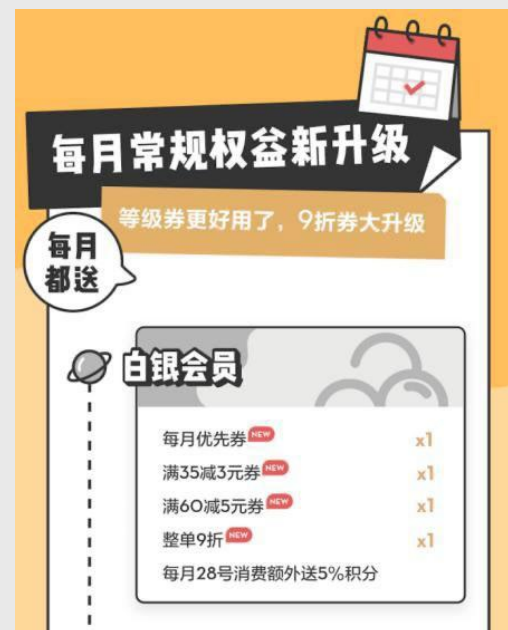 每月常规权益新升级
等级券更好用了，9折券大升级
每月
都送
白银会员
每月优先券 NEW x1
满35减3元券 NEW x1
满60减5元券 NEW x1
整单9折 NEW x1
每月28号消费额外送5%积分